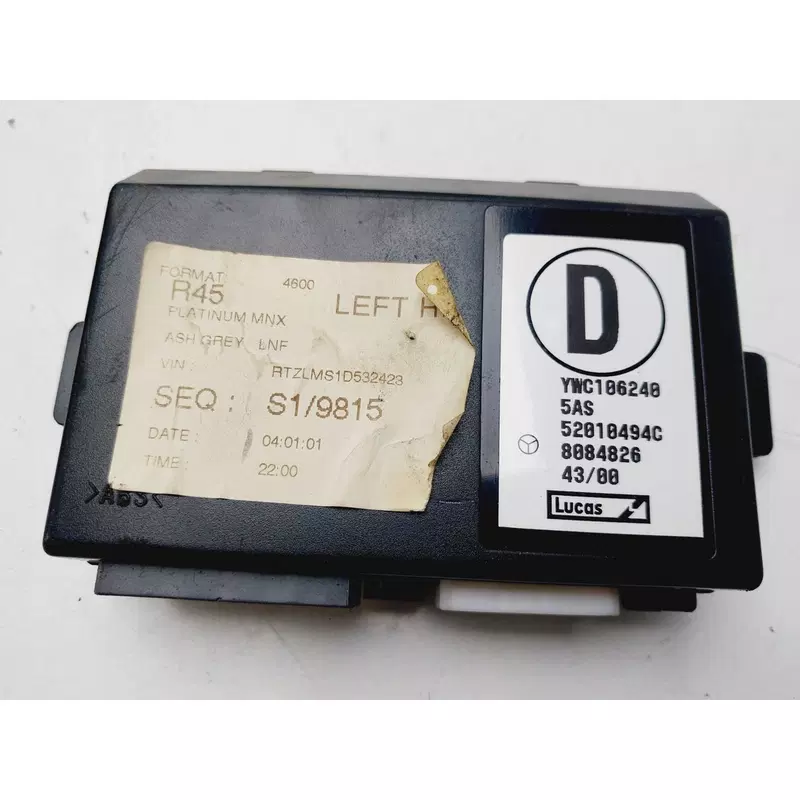 FORMAT:
4600
R45
LEFT H
PLATINUM MNX
ASH GREY LNF
VIN :
RTZLMS1D532423
SEQ :
S1/9815
DATE :
04:01:01
TIME :
22:00
>ABS<
D
YWC106240
5AS
52010494C
8084826
43/00
Lucas